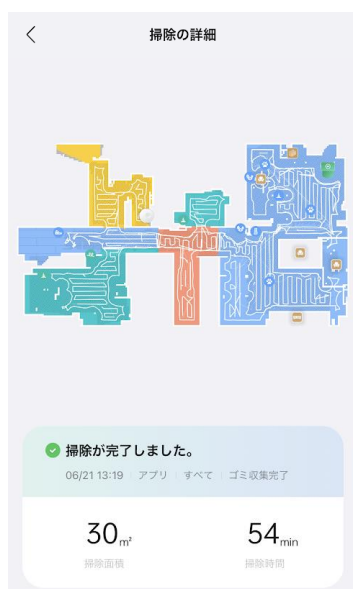 掃除の詳細
掃除が完了しました。
06/21 13:19 アプリ すべて ゴミ収集完了
30m² 54min
掃除面積 掃除時間